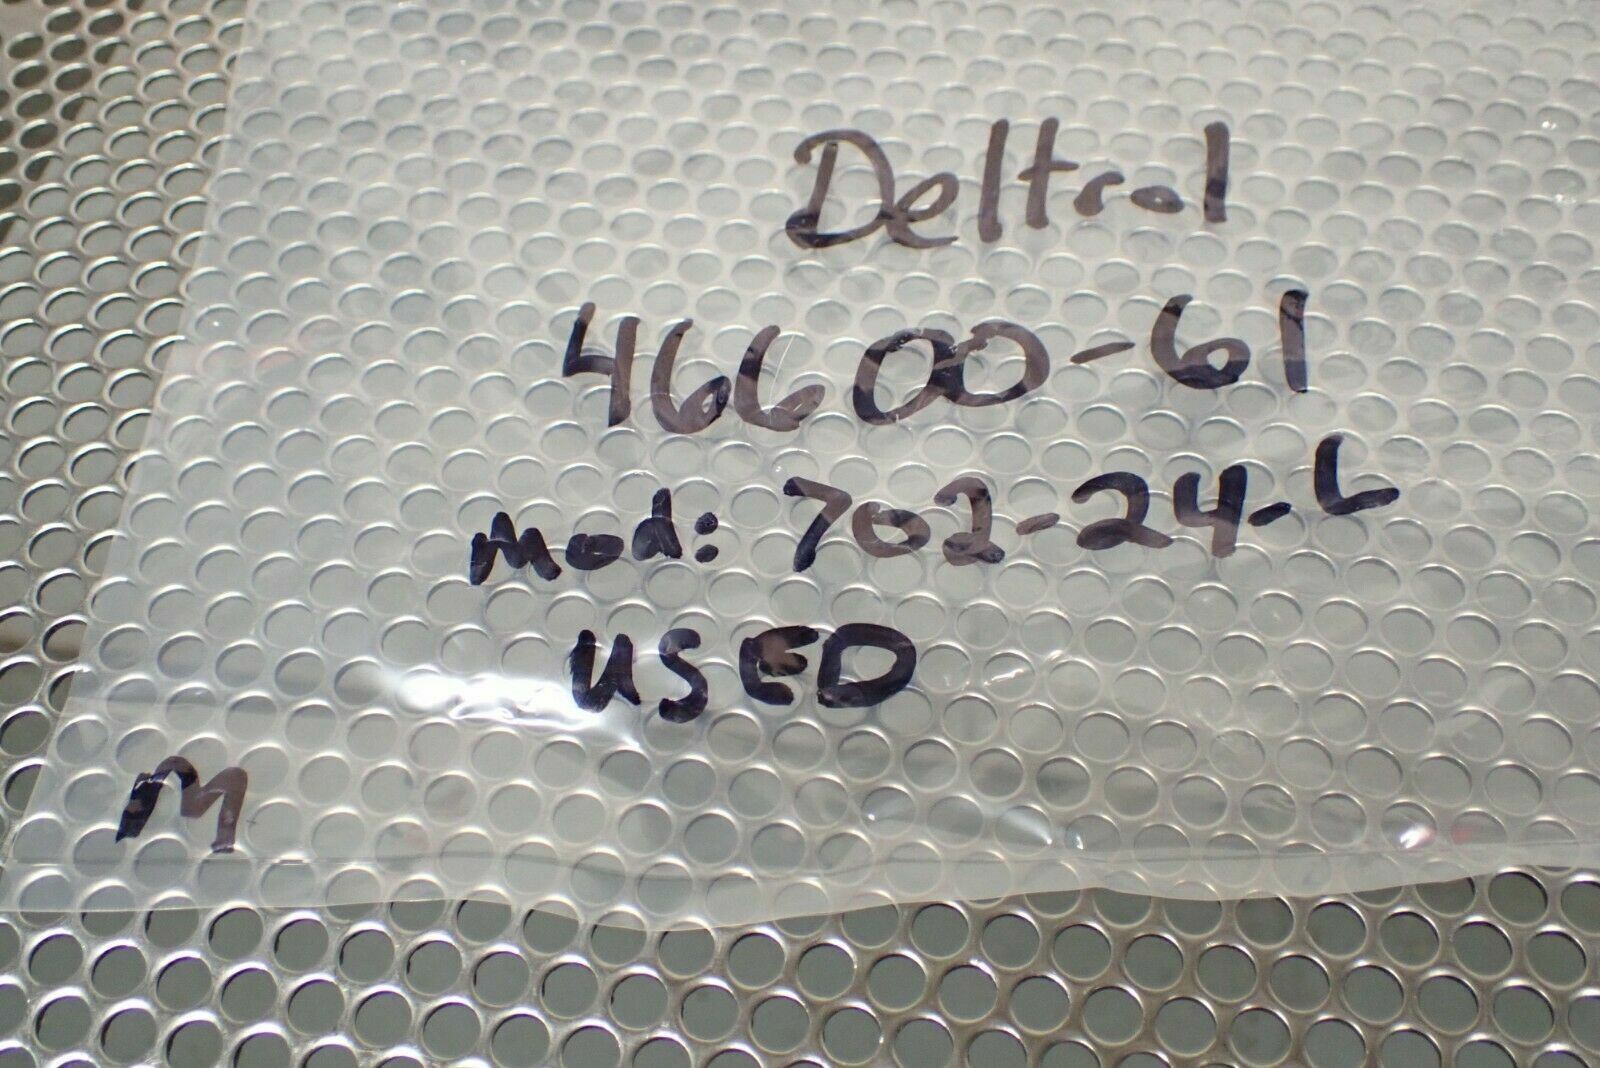 Deltrol
46600-61
Mod: 702-24-L
USED
M